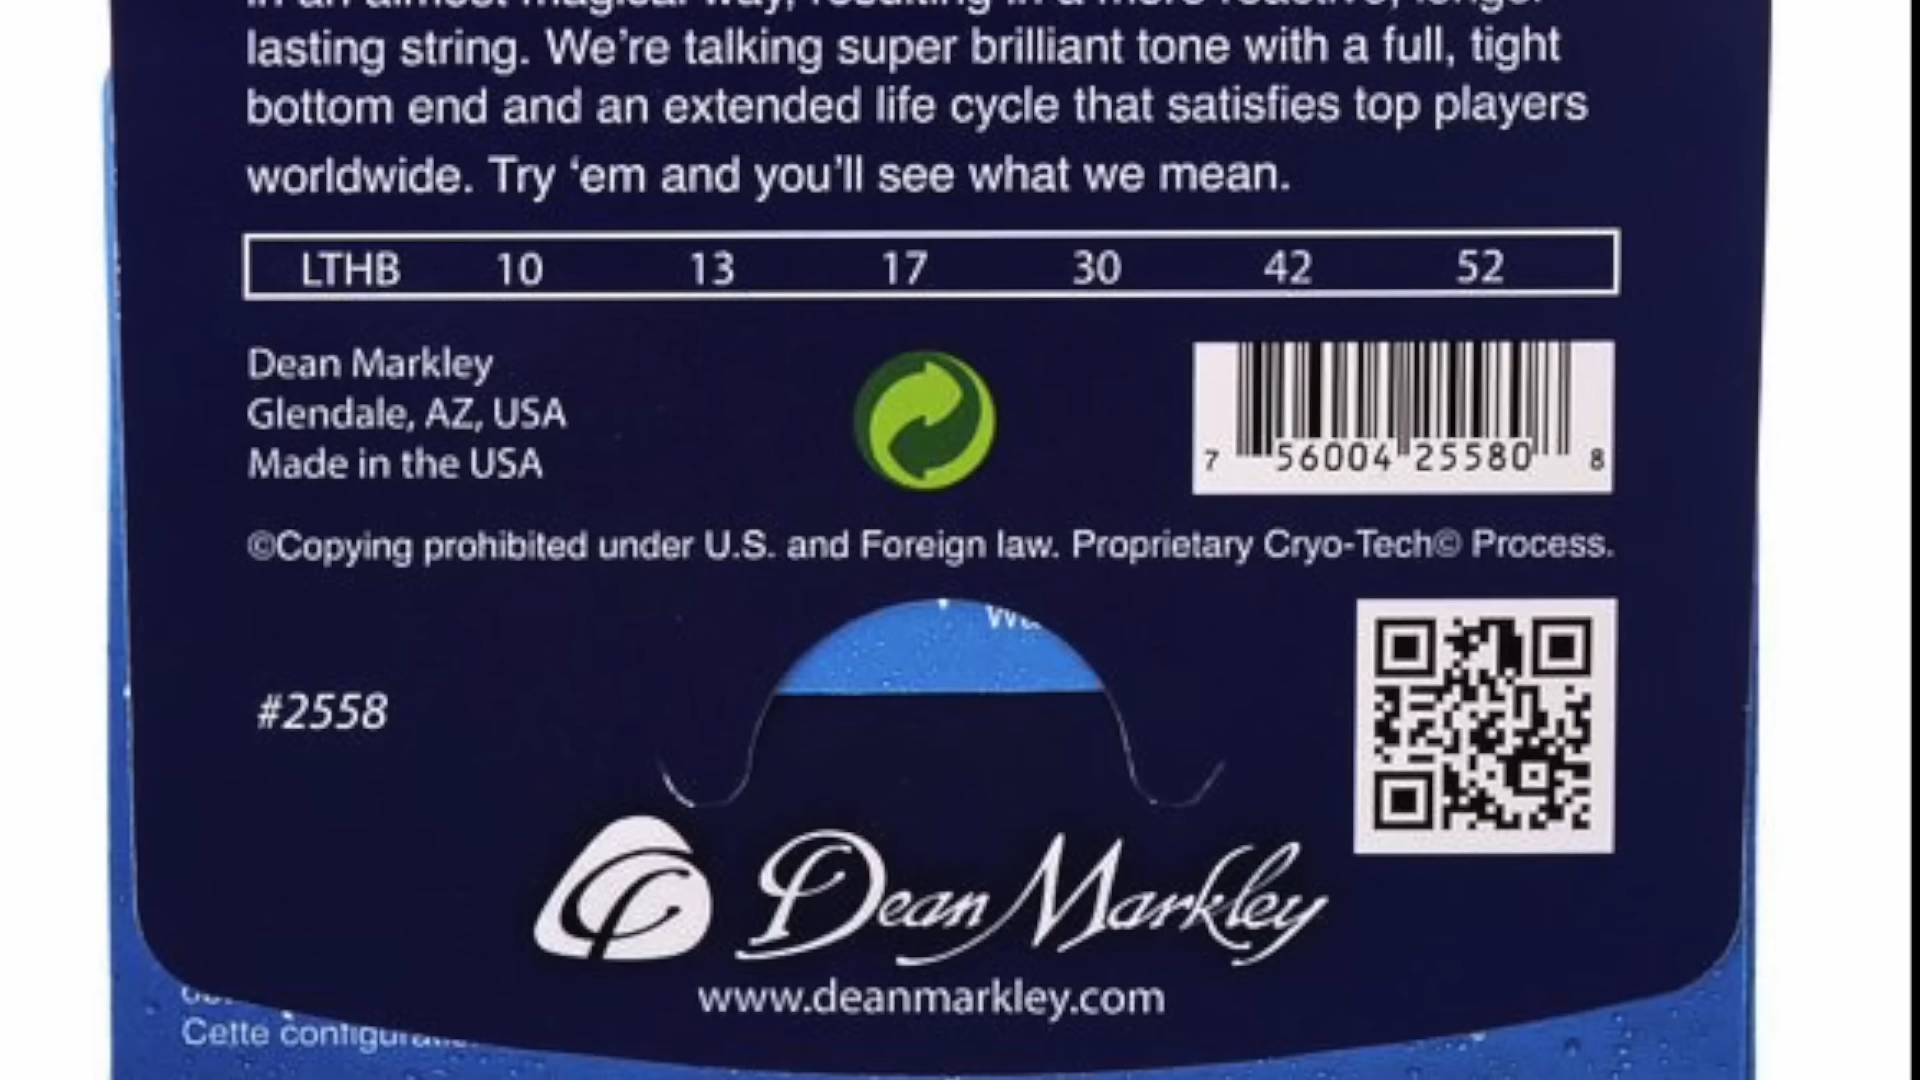 lasting string. We're talking super brilliant tone with a full, tight
bottom end and an extended life cycle that satisfies top players
worldwide. Try ‘em and you'll see what we mean.
LTHB 10 13 17 30 42 52
Dean Markley
Glendale, AZ, USA
Made in the USA
7 56004 25580 8
©Copying prohibited under U.S. and Foreign law. Proprietary Cryo-Tech© Process.
#2558
Dean Markley
www.deanmarkley.com
Cette